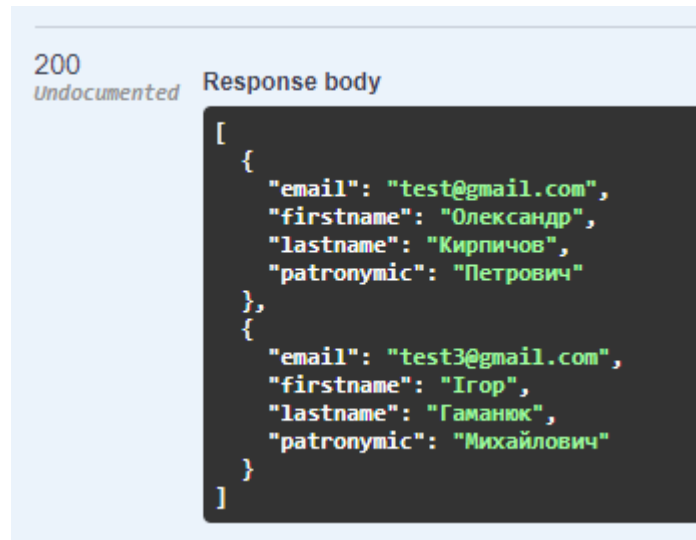 200
Undocumented
Response body
[
{
"email": "test@gmail.com",
"firstname": "Олександр",
"lastname": "Кирпичов",
"patronymic": "Петрович"
},
{
"email": "test3@gmail.com",
"firstname": "Ігор",
"lastname": "Гаманюк",
"patronymic": "Михайлович"
}
]